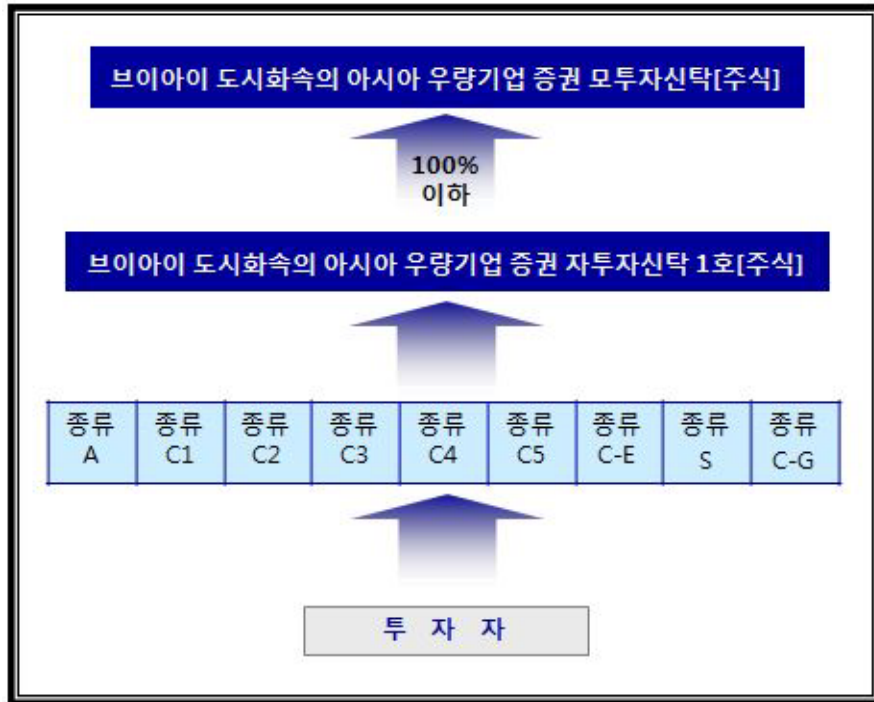 브이아이 도시화속의 아시아 우량기업 증권 모투자신탁[주식]
100%
이하
브이아이 도시화속의 아시아 우량기업 증권 자투자신탁 1호[주식]
종류 종류 종류 종류 종류 종류 종류 종류 종류
A C1 C2 C3 C4 C5 C-E S C-G
투 자 자